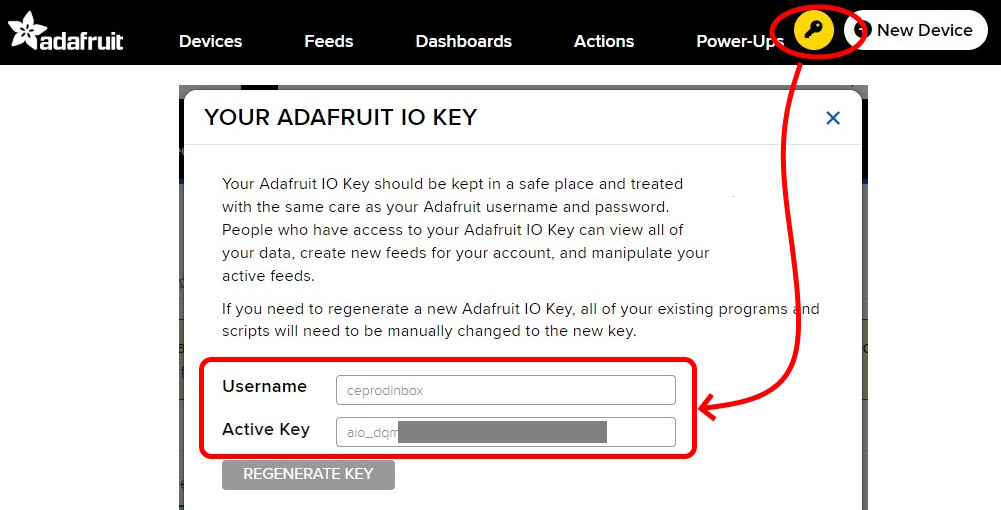 adafruit
Devices Feeds Dashboards Actions Power-Ups New Device
YOUR ADAFRUIT IO KEY
Your Adafruit IO Key should be kept in a safe place and treated
with the same care as your Adafruit username and password.
People who have access to your Adafruit IO Key can view all of
your data, create new feeds for your account, and manipulate your
active feeds.
If you need to regenerate a new Adafruit IO Key, all of your existing programs and
scripts will need to be manually changed to the new key.
Username ceprodinbox
Active Key aio_dqm
REGENERATE KEY